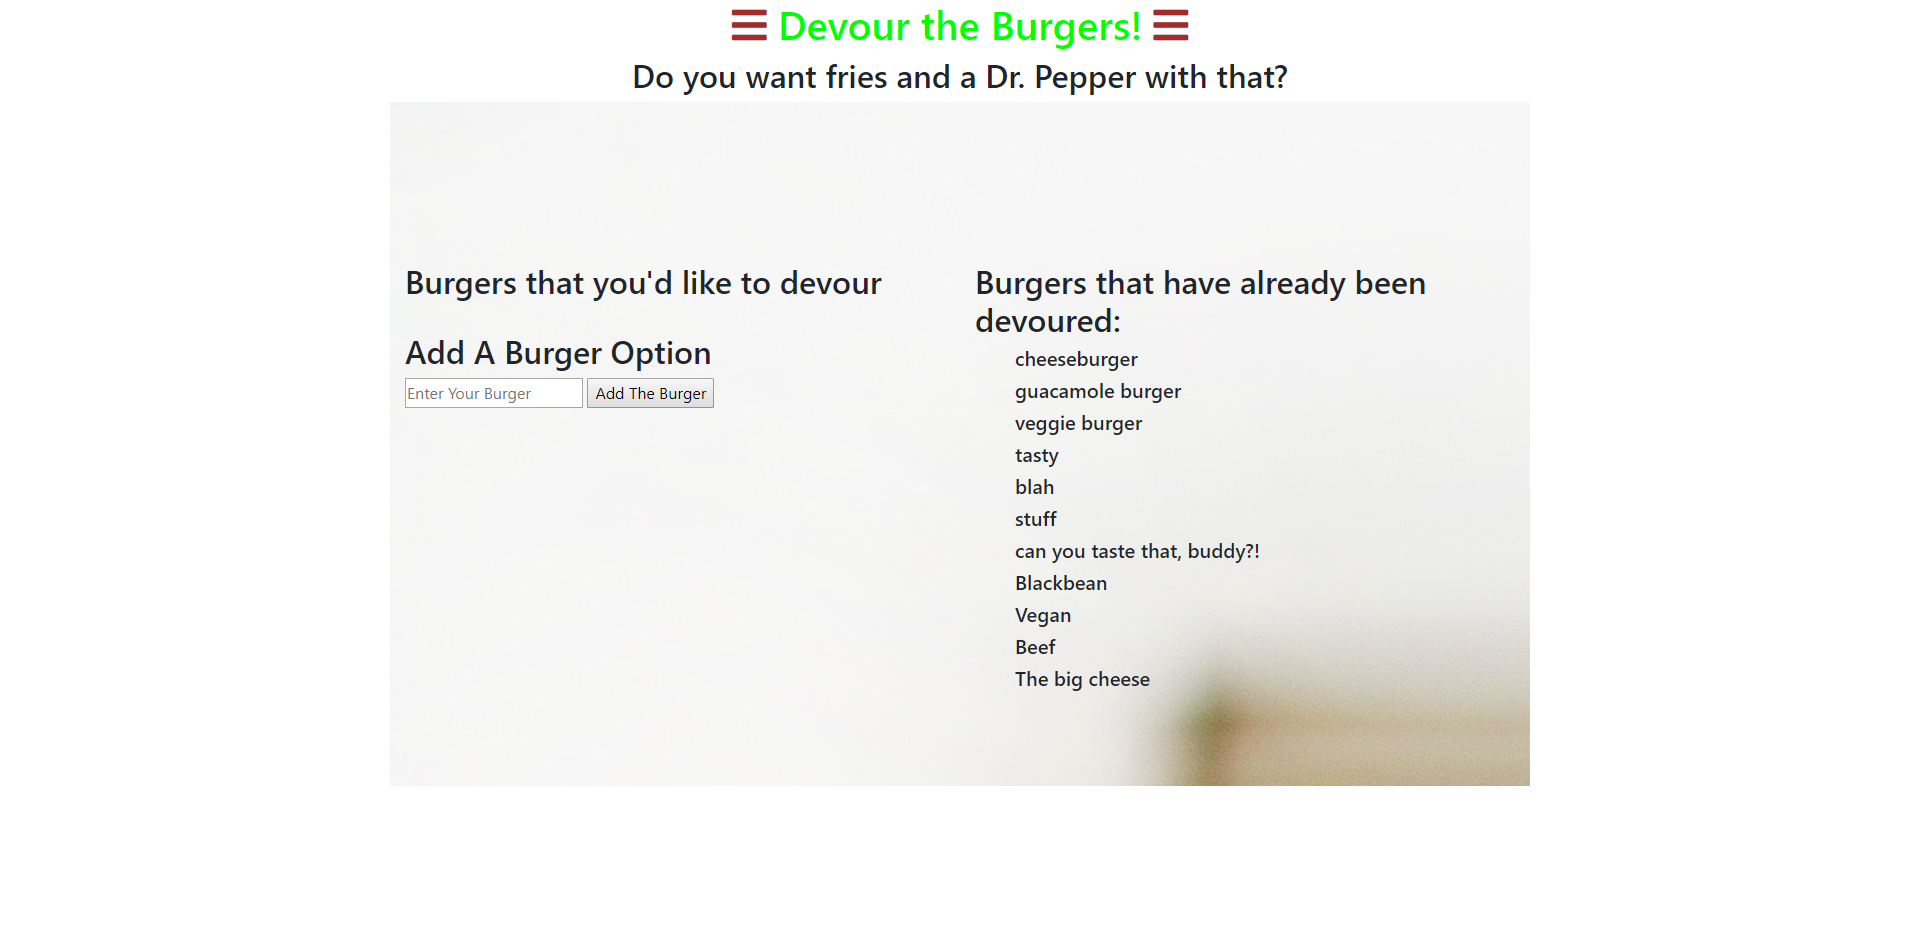 Devour the Burgers!
Do you want fries and a Dr. Pepper with that?
Burgers that you'd like to devour
Add A Burger Option
Enter Your Burger
Add The Burger
Burgers that have already been
devoured:
cheeseburger
guacamole burger
veggie burger
tasty
blah
stuff
can you taste that, buddy?!
Blackbean
Vegan
Beef
The big cheese